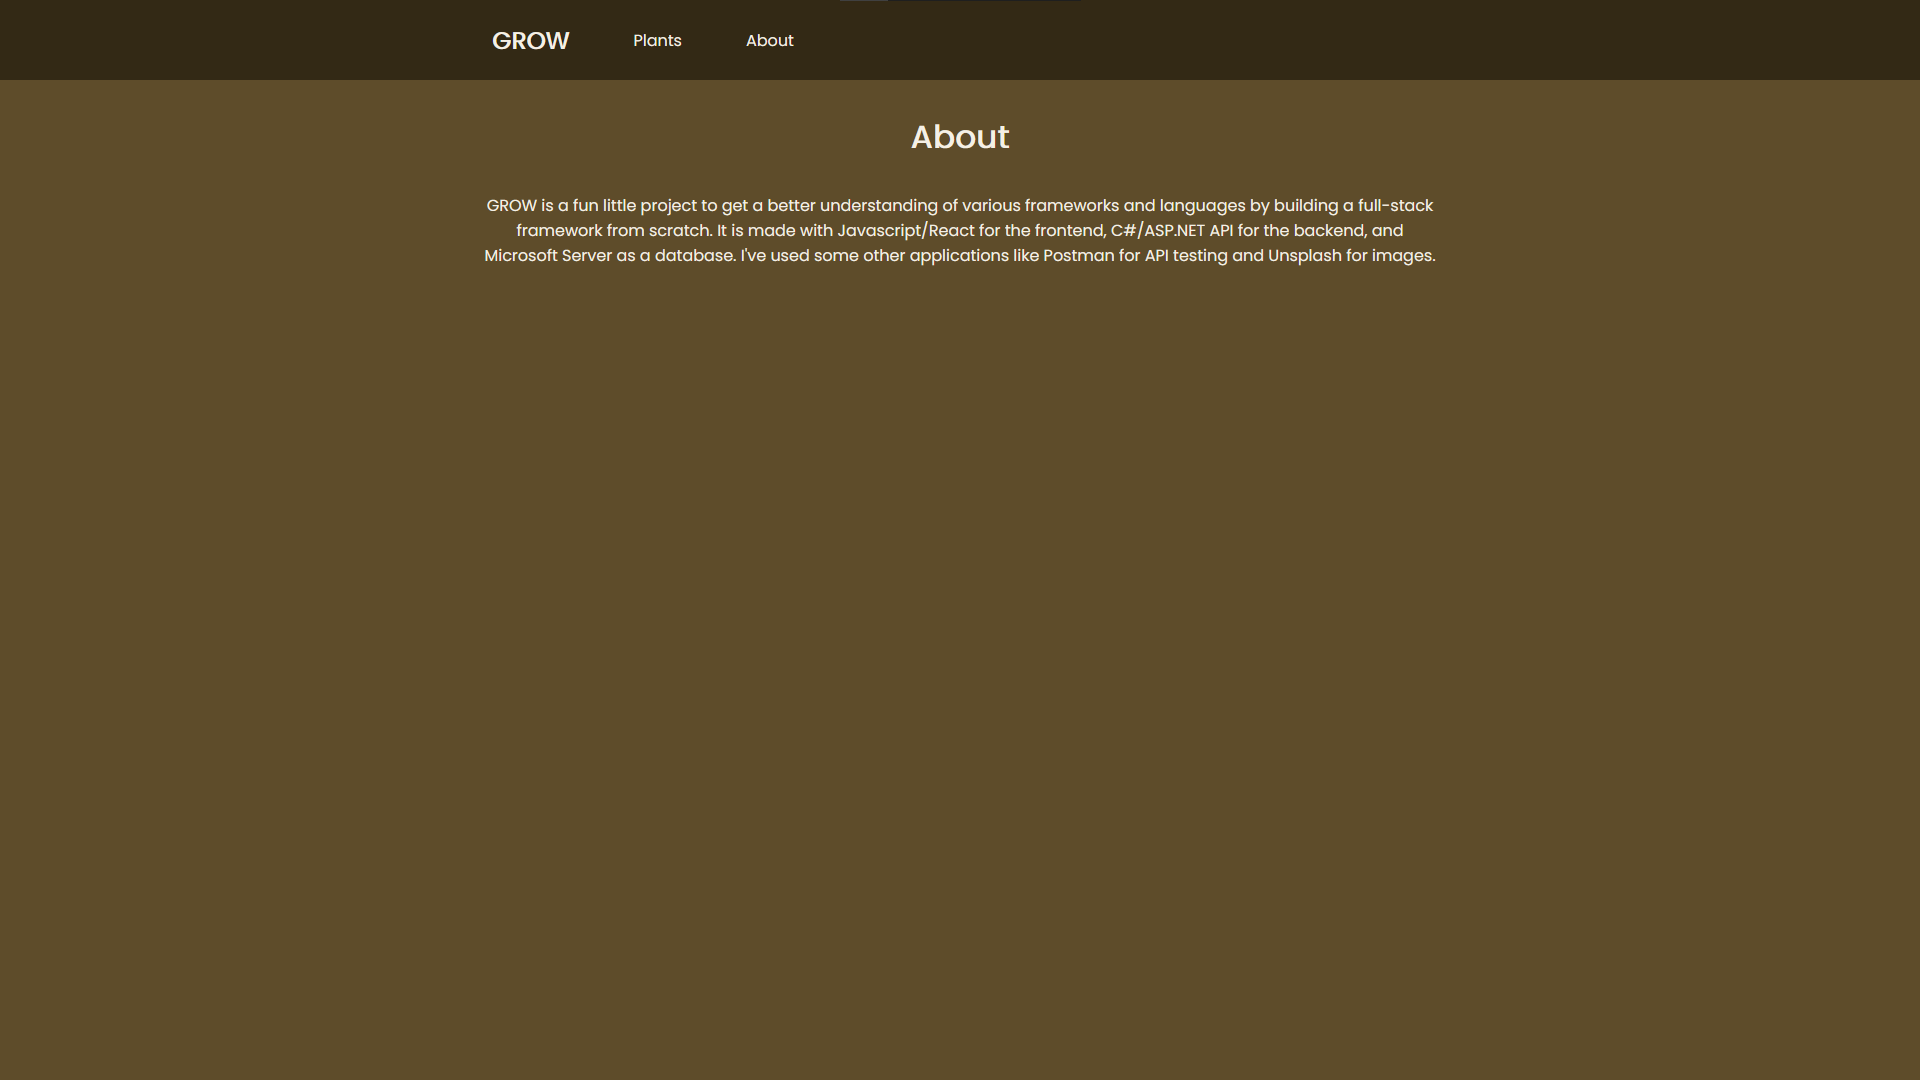 GROW
Plants
About
About
GROW is a fun little project to get a better understanding of various frameworks and languages by building a full-stack
framework from scratch. It is made with Javascript/React for the frontend, C#/ASP.NET API for the backend, and
Microsoft Server as a database. I've used some other applications like Postman for API testing and Unsplash for images.